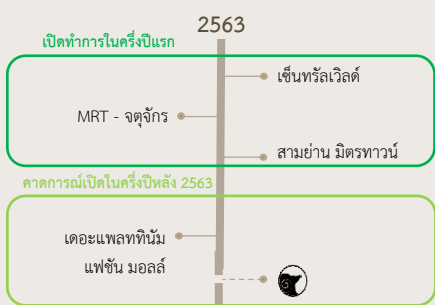 2563
เปิดทำการในครึ่งปีแรก
เซ็นทรัลเวิลด์
MRT - จตุจักร
สามย่าน มิตรทาวน์
คาดการณ์เปิดในครึ่งปีหลัง 2563
เดอะแพลททินัม
แฟชัน มอลล์